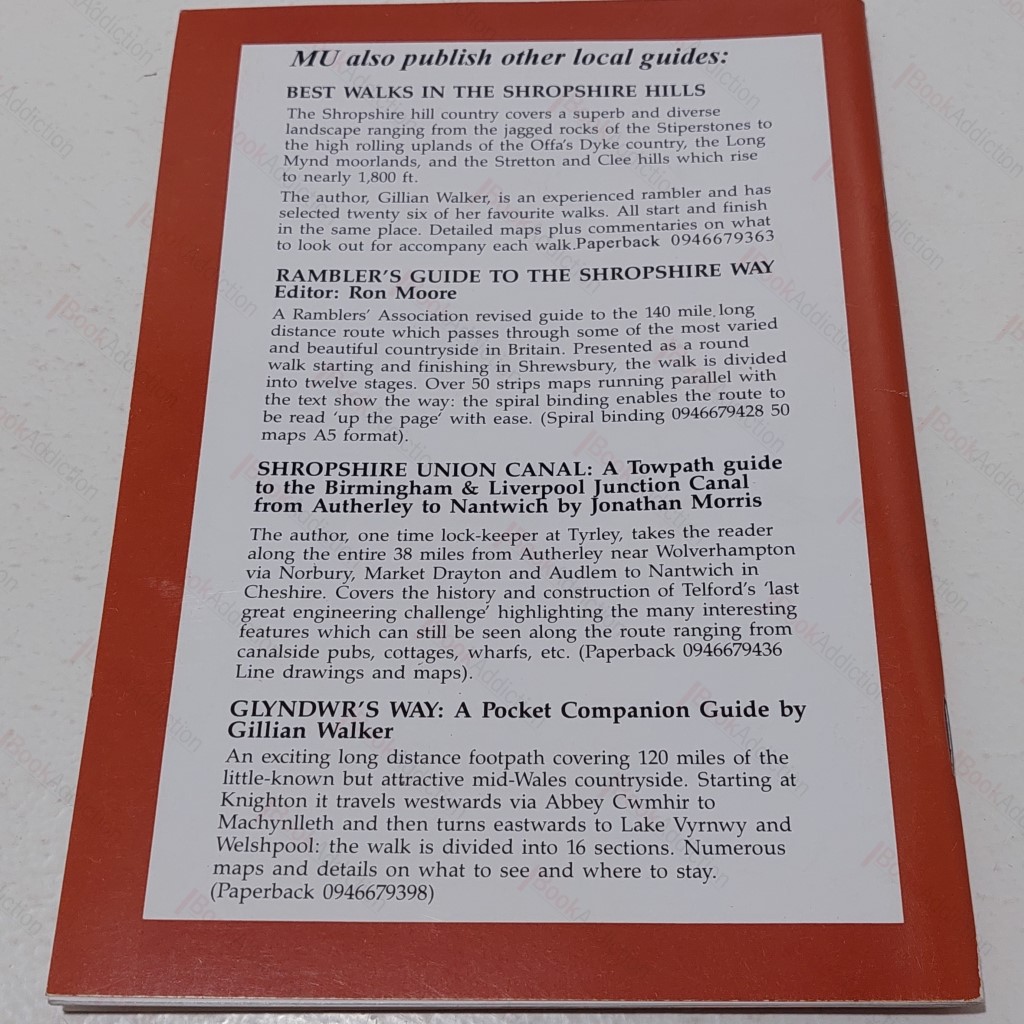 MU also publish other local guides:
BEST WALKS IN THE SHROPSHIRE HILLS
The Shropshire hill country covers a superb and diverse
landscape ranging from the jagged rocks of the Stiperstones to
the high rolling uplands of the Offa's Dyke country, the Long
Mynd moorlands, and the Stretton and Clee hills which rise
to nearly 1,800 ft.
The author, Gillian Walker, is an experienced rambler and has
selected twenty six of her favourite walks. All start and finish
in the same place. Detailed maps plus commentaries on what
to look out for accompany each walk.Paperback 0946679363
RAMBLER'S GUIDE TO THE SHROPSHIRE WAY
Editor: Ron Moore
A Ramblers' Association revised guide to the 140 mile long
distance route which passes through some of the most varied
and beautiful countryside in Britain. Presented as a round
walk starting and finishing in Shrewsbury, the walk is divided
into twelve stages. Over 50 strips maps running parallel with
the text show the way: the spiral binding enables the route to
be read 'up the page' with ease. (Spiral binding 0946679428 50
maps A5 format).
SHROPSHIRE UNION CANAL: A Towpath guide
to the Birmingham & Liverpool Junction Canal
from Autherley to Nantwich by Jonathan Morris
The author, one time lock-keeper at Tyrley, takes the reader
along the entire 38 miles from Autherley near Wolverhampton
via Norbury, Market Drayton and Audlem to Nantwich in
Cheshire. Covers the history and construction of Telford's 'last
great engineering challenge' highlighting the many interesting
features which can still be seen along the route ranging from
canalside pubs, cottages, wharfs, etc. (Paperback 0946679436
Line drawings and maps).
GLYNDWR'S WAY: A Pocket Companion Guide by
Gillian Walker
An exciting long distance footpath covering 120 miles of the
little-known but attractive mid-Wales countryside. Starting at
Knighton it travels westwards via Abbey Cwmhir to
Machynlleth and then turns eastwards to Lake Vyrnwy and
Welshpool: the walk is divided into 16 sections. Numerous
maps and details on what to see and where to stay.
(Paperback 0946679398)